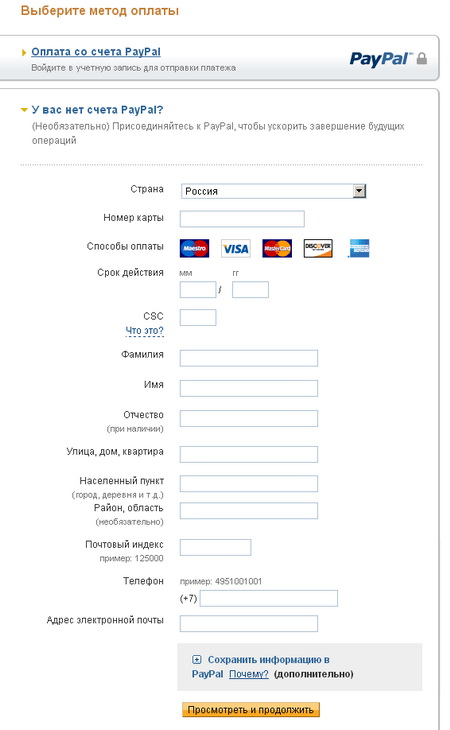 Выберите метод оплаты
Оплата со счета PayPal
PayPal
Войдите в учетную запись для отправки платежа
У вас нет счета PayPal?
(Необязательно) Присоединяйтесь к PayPal, чтобы ускорить завершение будущих
операций
Страна
Россия
Номер карты
Способы оплаты
Maestro
VISA
MasterCard
DISCOVER
Срок действия
мм
гг
/
CSC
Что это?
Фамилия
Имя
Отчество
(при наличии)
Улица, дом, квартира
Населенный пункт
(город, деревня и т.д.)
Район, область
(необязательно)
Почтовый индекс
пример: 125000
Телефон
пример: 4951001001
(+7)
Адрес электронной почты
Сохранить информацию в
PayPal Почему? (дополнительно)
Просмотреть и продолжить